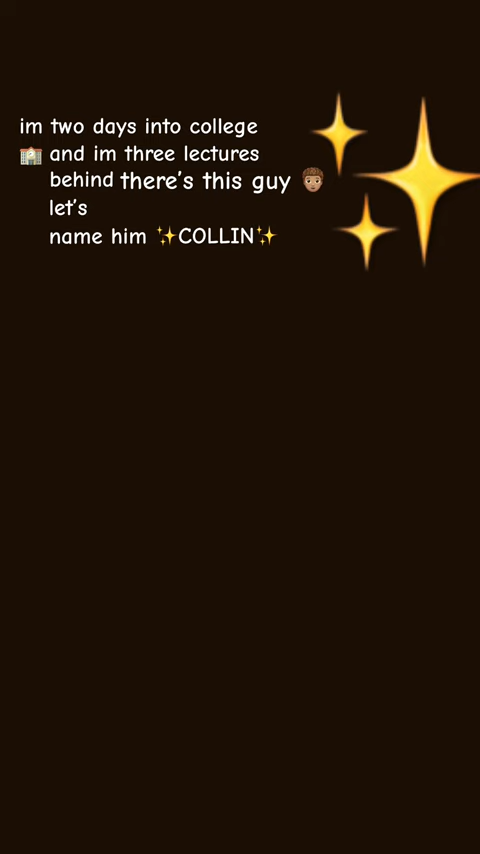 im two days into college
🏫 and im three lectures
behind there's this guy 👨🏽‍🦱
let's
name him ✨COLLIN✨